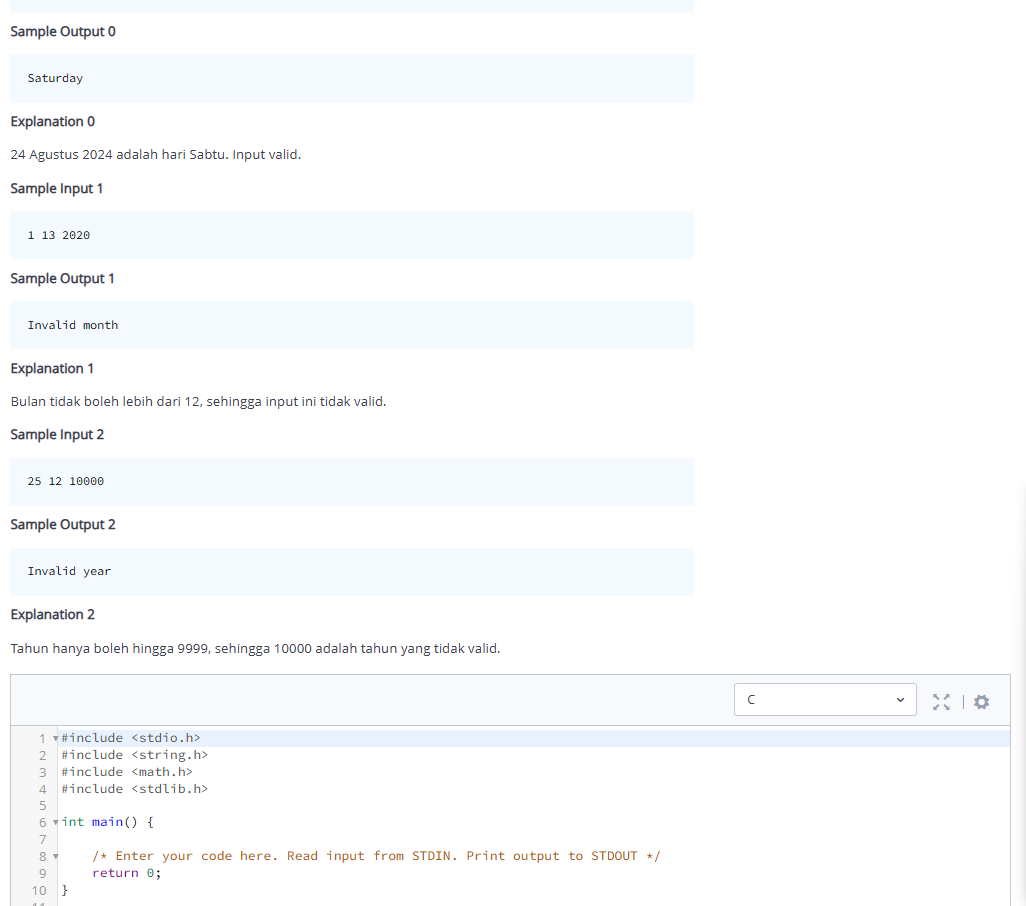 Sample Output 0
Saturday
Explanation 0
24 Agustus 2024 adalah hari Sabtu. Input valid.
Sample Input 1
1 13 2020
Sample Output 1
Invalid month
Explanation 1
Bulan tidak boleh lebih dari 12, sehingga input ini tidak valid.
Sample Input 2
25 12 10000
Sample Output 2
Invalid year
Explanation 2
Tahun hanya boleh hingga 9999, sehingga 10000 adalah tahun yang tidak valid.
C
1 #include <stdio.h>
2 #include <string.h>
3 #include <math.h>
4 #include <stdlib.h>
5
6 int main() {
7
8     /* Enter your code here. Read input from STDIN. Print output to STDOUT */
9     return 0;
10 }